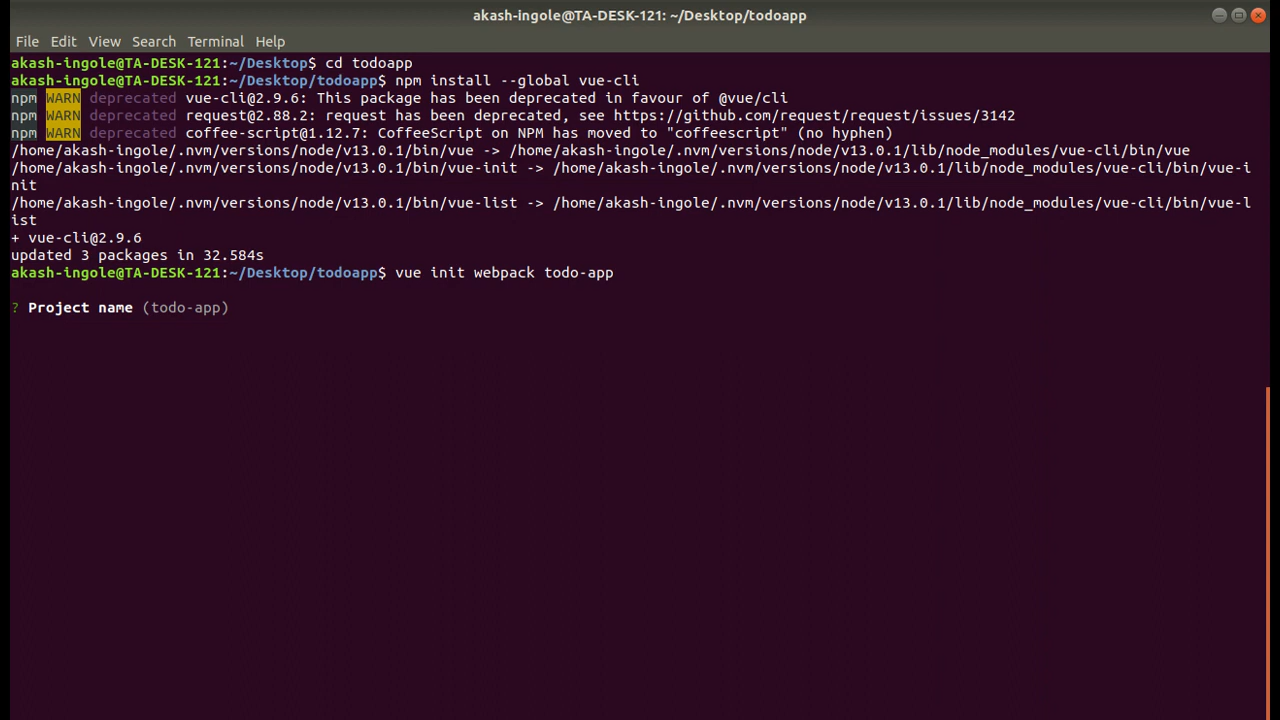 akash-ingole@TA-DESK-121: ~/Desktop/todoapp
File Edit View Search Terminal Help
akash-ingole@TA-DESK-121:~/Desktop$ cd todoapp
akash-ingole@TA-DESK-121:~/Desktop/todoapp$ npm install --global vue-cli
npm WARN deprecated vue-cli@2.9.6: This package has been deprecated in favour of @vue/cli
npm WARN deprecated request@2.88.2: request has been deprecated, see https://github.com/request/request/issues/3142
npm WARN deprecated coffee-script@1.12.7: CoffeeScript on NPM has moved to "coffeescript" (no hyphen)
/home/akash-ingole/.nvm/versions/node/v13.0.1/bin/vue -> /home/akash-ingole/.nvm/versions/node/v13.0.1/lib/node_modules/vue-cli/bin/vue
/home/akash-ingole/.nvm/versions/node/v13.0.1/bin/vue-init -> /home/akash-ingole/.nvm/versions/node/v13.0.1/lib/node_modules/vue-cli/bin/vue-i
nit
/home/akash-ingole/.nvm/versions/node/v13.0.1/bin/vue-list -> /home/akash-ingole/.nvm/versions/node/v13.0.1/lib/node_modules/vue-cli/bin/vue-l
ist
+ vue-cli@2.9.6
updated 3 packages in 32.584s
akash-ingole@TA-DESK-121:~/Desktop/todoapp$ vue init webpack todo-app
? Project name (todo-app)